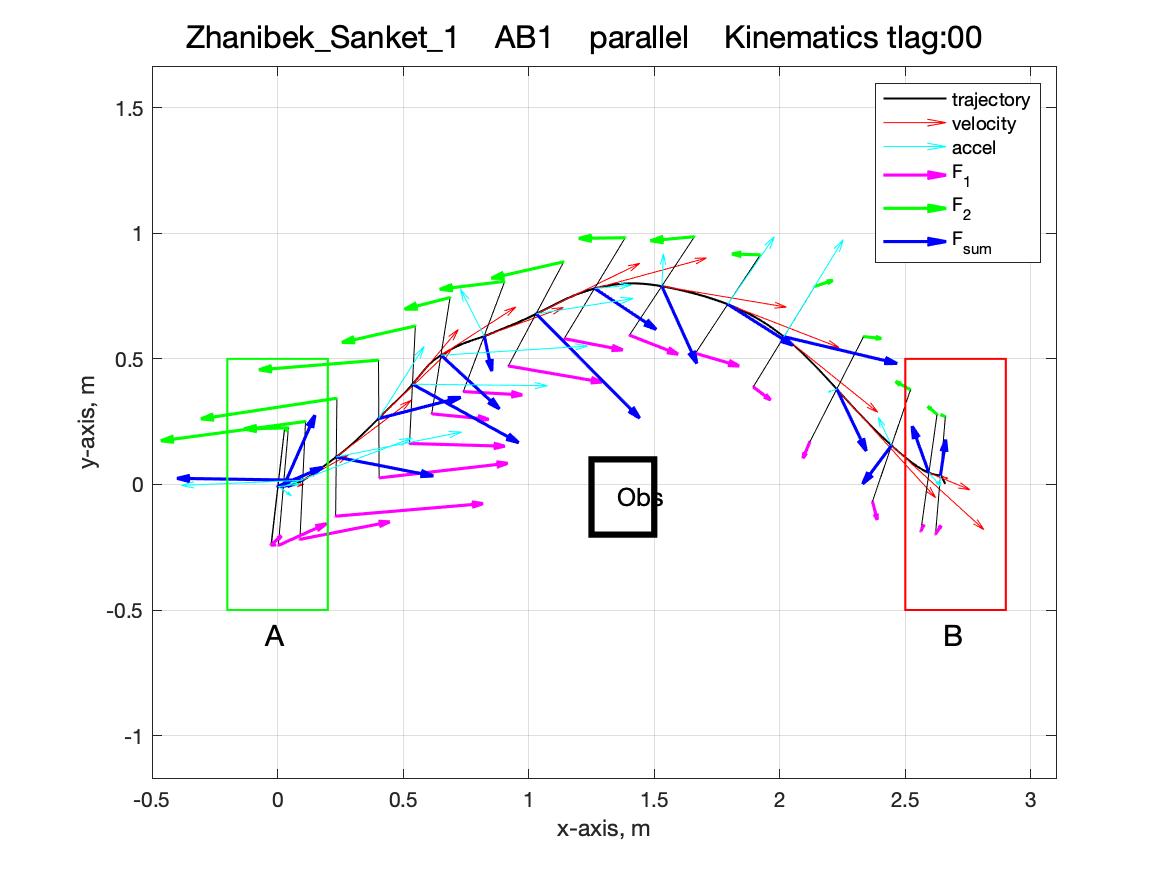 Zhanibek_Sanket_1 AB1 parallel Kinematics tlag:00
1.5
1
0.5
0
-0.5
-1
y-axis, m
trajectory
velocity
accel
F1
F2
Fsum
Obs
A
B
-0.5 0 0.5 1 1.5 2 2.5 3
x-axis, m